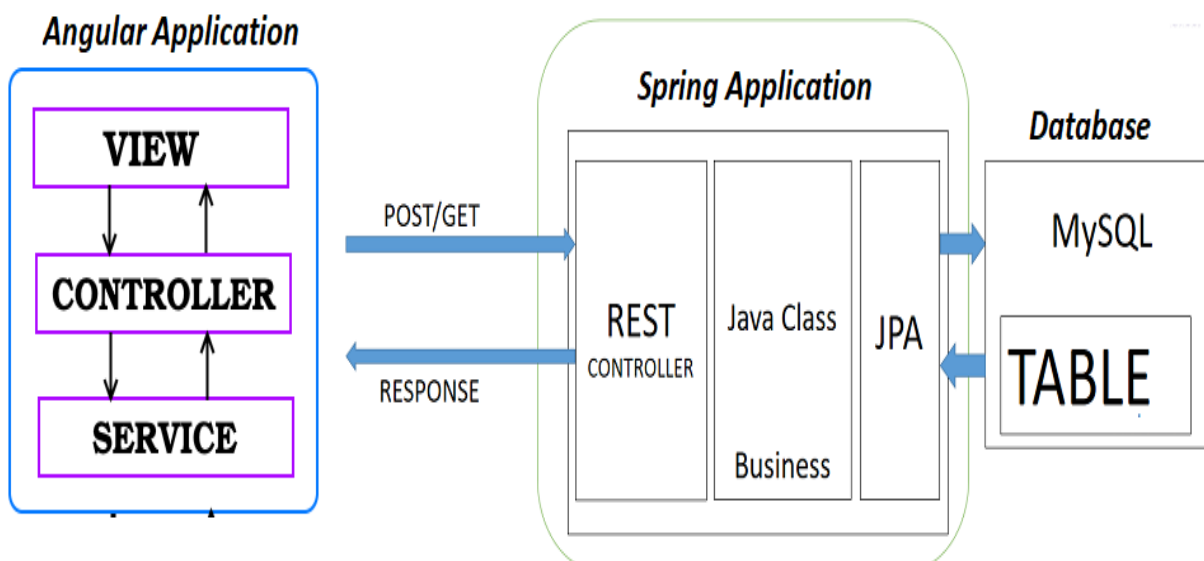 Angular Application
VIEW
CONTROLLER
SERVICE
POST/GET
RESPONSE
Spring Application
REST
CONTROLLER
Java Class
Business
JPA
Database
MySQL
TABLE